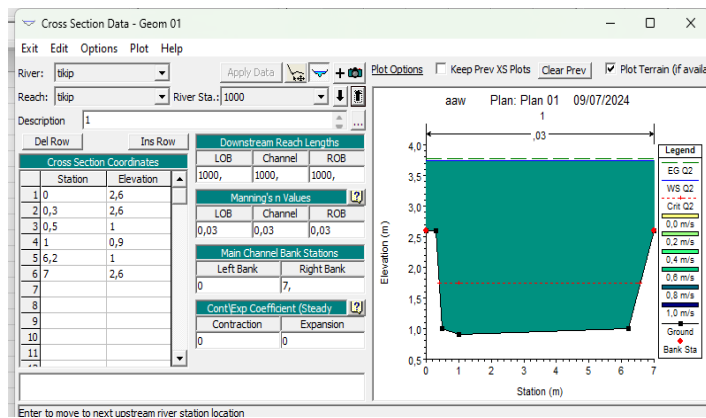 Cross Section Data - Geom 01
Exit Edit Options Plot Help
River: tikip Apply Data Plot Options Keep Prev XS Plots Clear Prev Plot Terrain (if availa
Reach: tikip River Sta.: 1000
Description 1 ...
Del Row Ins Row
Cross Section Coordinates
Station Elevation
1 0 2,6
2 0,3 2,6
3 0,5 1
4 1 0,9
5 6,2 1
6 7 2,6
7
8
9
10
11
Downstream Reach Lengths
LOB Channel ROB
1000, 1000, 1000,
Manning's n Values
LOB Channel ROB
0,03 0,03 0,03
Main Channel Bank Stations
Left Bank Right Bank
0 7,
Cont\Exp Coefficient (Steady
Contraction Expansion
0 0
aaw Plan: Plan 01 09/07/2024
1
,03
4,0
3,5
3,0
2,5
2,0
1,5
1,0
0,5
Elevation (m)
0 1 2 3 4 5 6 7
Station (m)
Legend
EG Q2
WS Q2
Crit Q2
0,0 m/s
0,2 m/s
0,4 m/s
0,6 m/s
0,8 m/s
1,0 m/s
Ground
Bank Sta
Enter to move to next upstream river station location